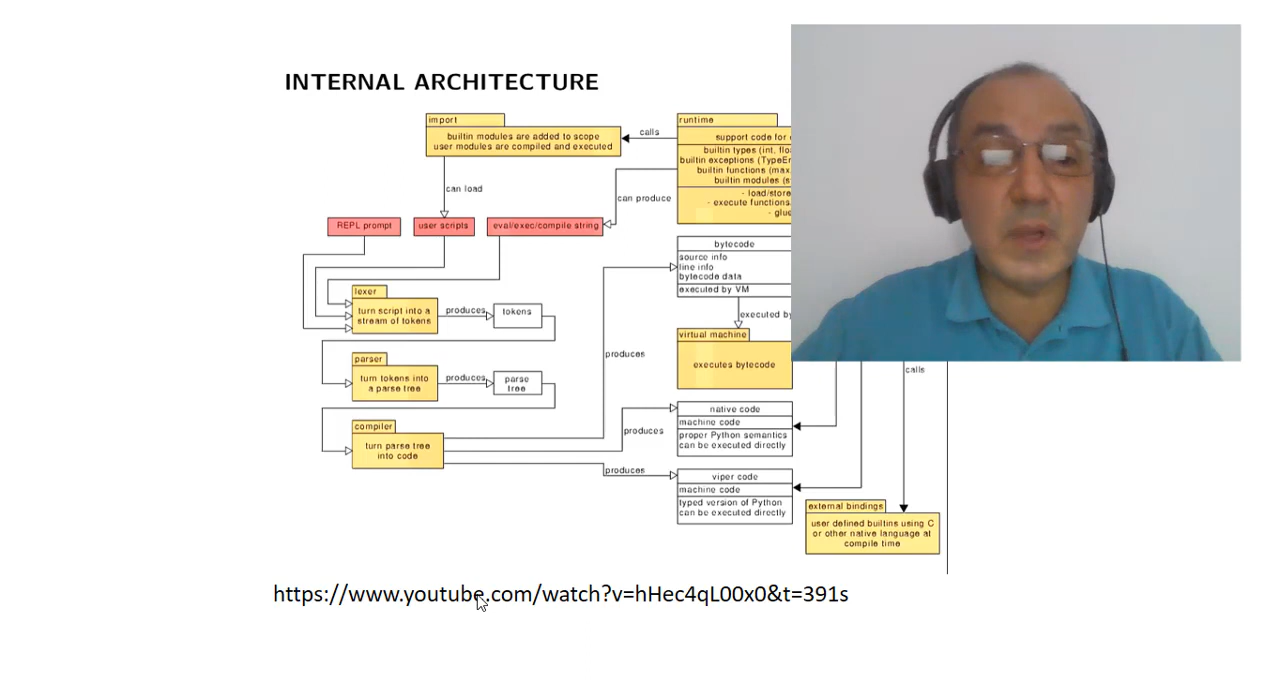 INTERNAL ARCHITECTURE
import
builtin modules are added to scope
user modules are compiled and executed
calls
runtime
support code for
builtin types (int,
builtin exceptions
builtin functions (max,
builtin modules
- load/store
- execute functions
-
can load
can produce
REPL prompt
user scripts
eval/exec/compile string
bytecode
source info
line info
bytecode data
executed by VM
executed by
lexer
turn script into a
stream of tokens
produces
tokens
virtual machine
executes bytecode
produces
parser
turn tokens into
a parse tree
produces
parse
tree
calls
compiler
turn parse tree
into code
produces
native code
machine code
proper Python semantics
can be executed directly
produces
viper code
machine code
typed version of Python
can be executed directly
external bindings
user defined builtins using C
or other native language at
compile time
https://www.youtube.com/watch?v=hHec4qL00x0&t=391s